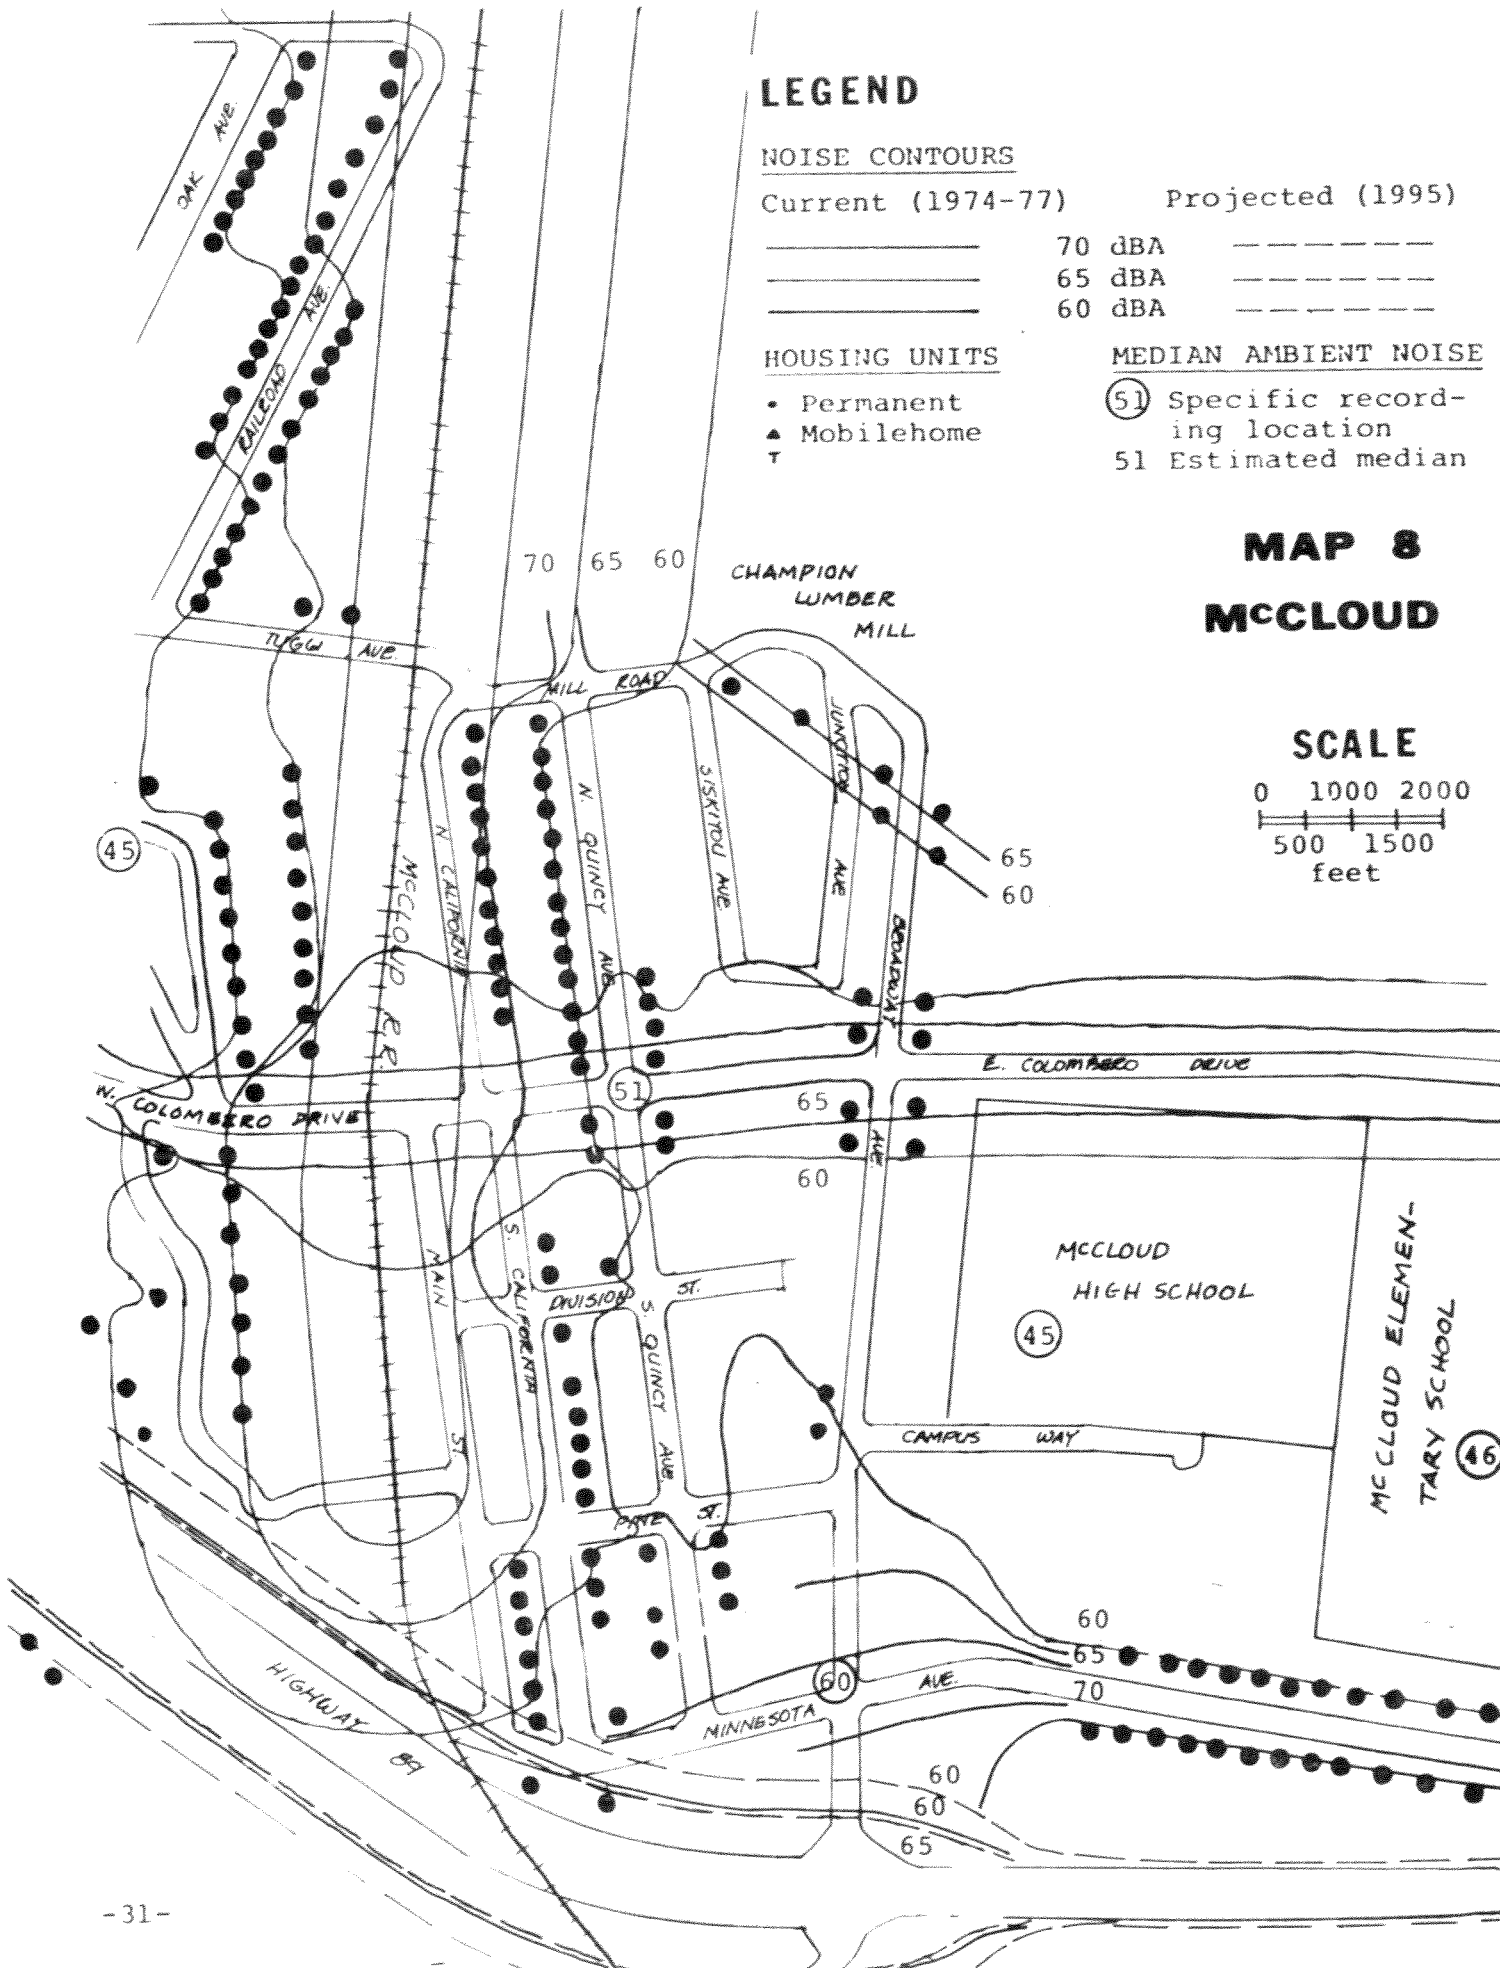 LEGEND
NOISE CONTOURS
Current (1974-77) Projected (1995)
70 dBA
65 dBA
60 dBA
HOUSING UNITS MEDIAN AMBIENT NOISE
Permanent
Mobilehome
T
51 Specific record-
ing location
51 Estimated median
MAP 8
McCLOUD
SCALE
0 1000 2000
500 1500
feet
OAK AVE.
RAILROAD AVE.
70 65 60
CHAMPION
LUMBER
MILL
AVE.
MILL ROAD
JUNCTION AVE
SISKIYOU AVE.
N. QUINCY AVE.
N CALIFORNIA
McCLOUD R.R.
45
65
60
BROADWAY AVE
W. COLOMBERO DRIVE
E. COLOMBERO DRIVE
51
65
60
MAIN ST.
S. CALIFORNIA
DIVISION ST.
S. QUINCY AVE
McCLOUD
HIGH SCHOOL
45
McCLOUD ELEMEN-
TARY SCHOOL
46
CAMPUS WAY
ST.
60
65
70
60
MINNESOTA AVE.
HIGHWAY 89
60
60
65
-31-